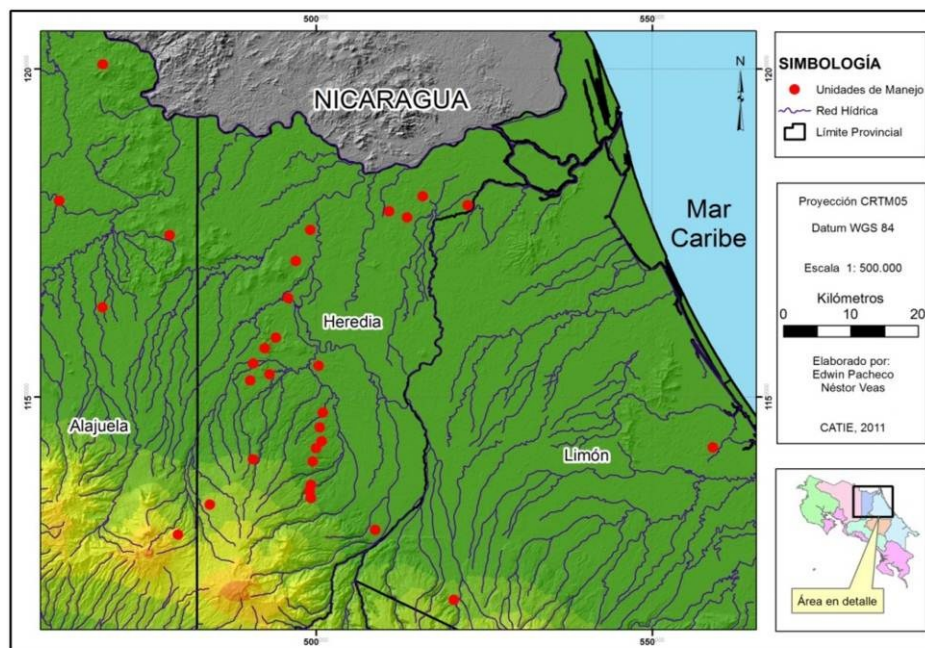 500
550
120
120
115
115
500
550
NICARAGUA
Mar
Caribe
Heredia
Alajuela
Limón
N
SIMBOLOGÍA
Unidades de Manejo
Red Hídrica
Límite Provincial
Proyección CRTM05
Datum WGS 84
Escala 1: 500.000
Kilómetros
0 10 20
Elaborado por:
Edwin Pacheco
Néstor Veas
CATIE, 2011
Área en detalle